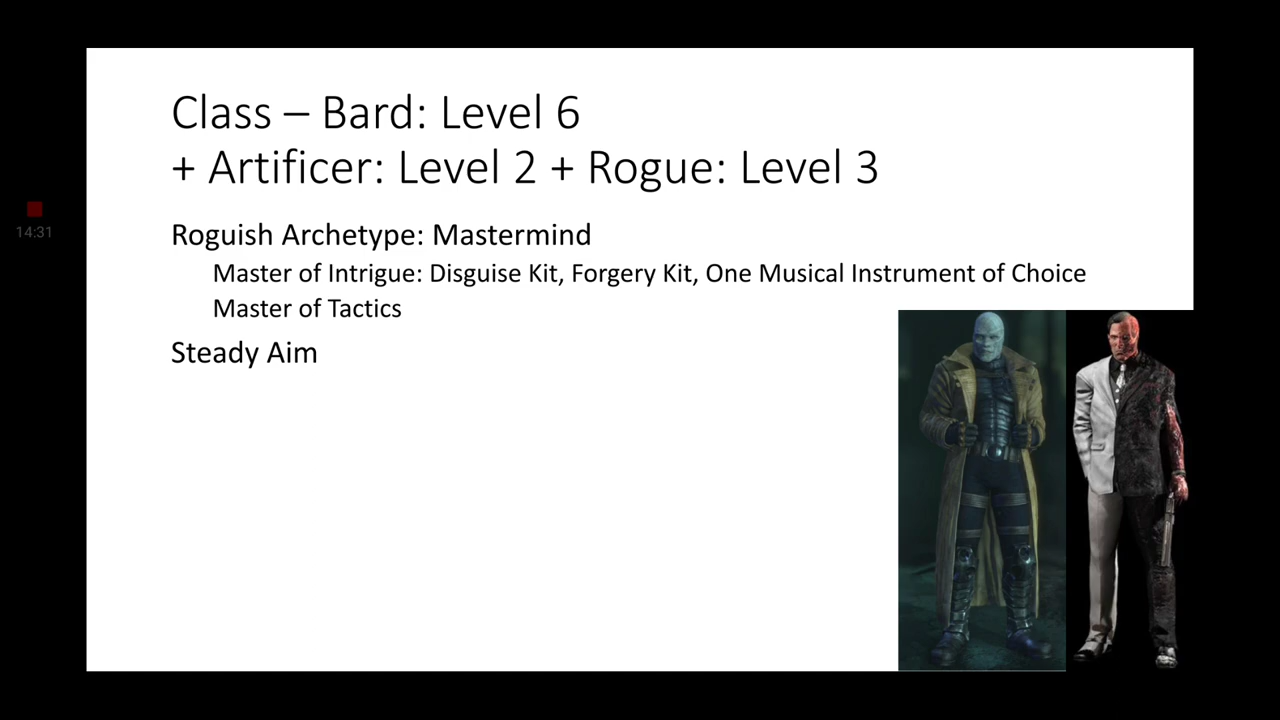 Class – Bard: Level 6
+ Artificer: Level 2 + Rogue: Level 3
14:31
Roguish Archetype: Mastermind
Master of Intrigue: Disguise Kit, Forgery Kit, One Musical Instrument of Choice
Master of Tactics
Steady Aim